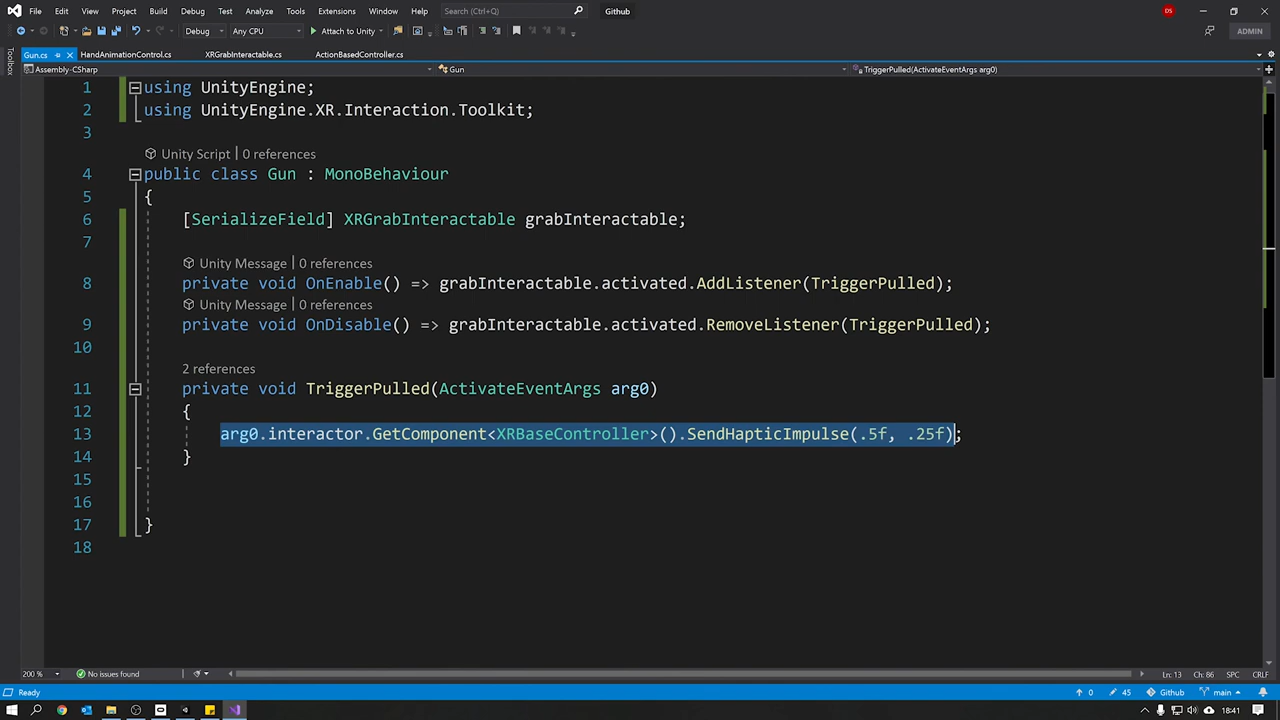 File Edit View Project Build Debug Test Analyze Tools Extensions Window Help Search (Ctrl+Q) Github DS
Debug Any CPU Attach to Unity ADMIN
Toolbox
Gun.cs HandAnimationControl.cs XRGrabInteractable.cs ActionBasedController.cs
Assembly-CSharp Gun TriggerPulled(ActivateEventArgs arg0)
1 using UnityEngine;
2 using UnityEngine.XR.Interaction.Toolkit;
3
Unity Script | 0 references
4 public class Gun : MonoBehaviour
5 {
6 [SerializeField] XRGrabInteractable grabInteractable;
7
Unity Message | 0 references
8 private void OnEnable() => grabInteractable.activated.AddListener(TriggerPulled);
Unity Message | 0 references
9 private void OnDisable() => grabInteractable.activated.RemoveListener(TriggerPulled);
10
2 references
11 private void TriggerPulled(ActivateEventArgs arg0)
12 {
13 arg0.interactor.GetComponent<XRBaseController>().SendHapticImpulse(.5f, .25f);
14 }
15
16
17 }
18
200 % No issues found Ln: 13 Ch: 86 SPC CRLF
Ready 0 45 Github main
18:41